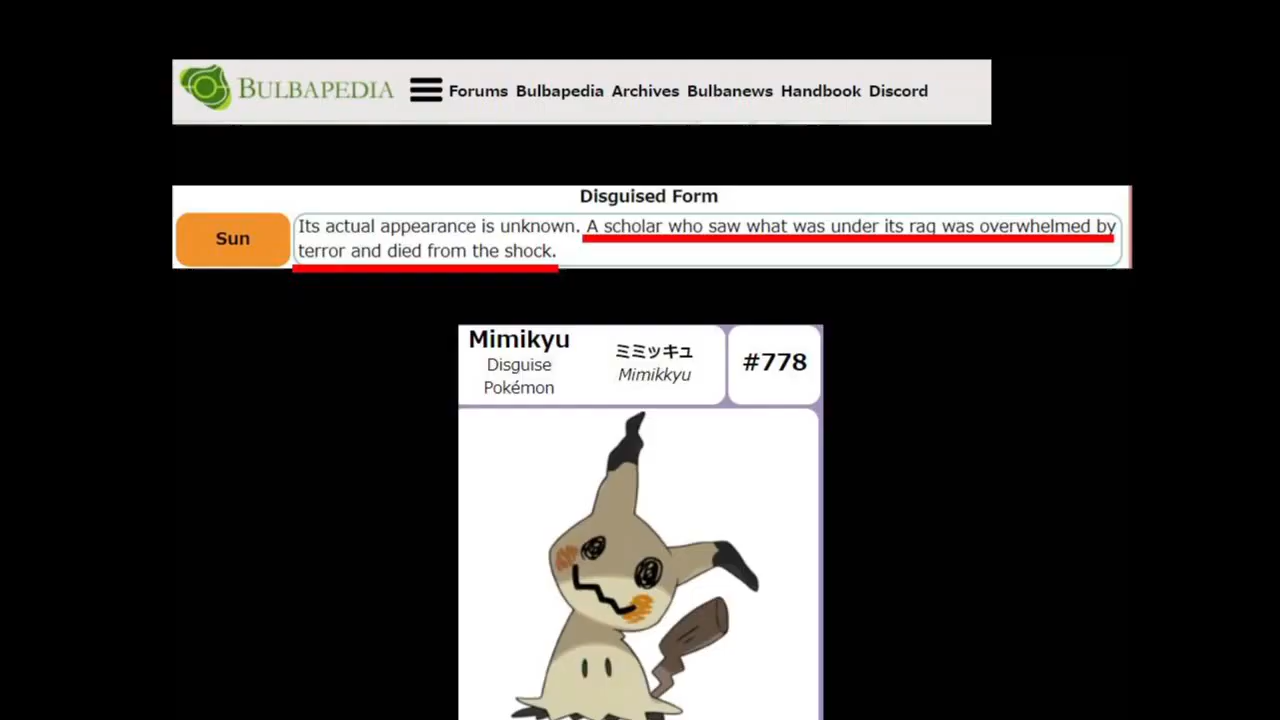 BULBAPEDIA Forums Bulbapedia Archives Bulbanews Handbook Discord
Disguised Form
Sun
Its actual appearance is unknown. A scholar who saw what was under its rag was overwhelmed by
terror and died from the shock.
Mimikyu
Disguise
Pokémon
ミミッキュ
Mimikkyu
#778